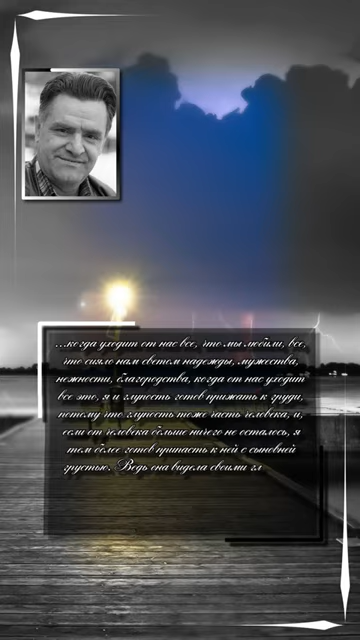 ...когда уходит от нас все, что мы любили, все,
что сияло нам светом надежды, мужества,
нежности, благородства, когда от нас уходит
все это, я и глупость готов прижать к груди,
потому что глупость тоже часть человека, и,
если от человека больше ничего не осталось, я
тем более готов припасть к ней с сыновней
грустью. Ведь она видела своими гл